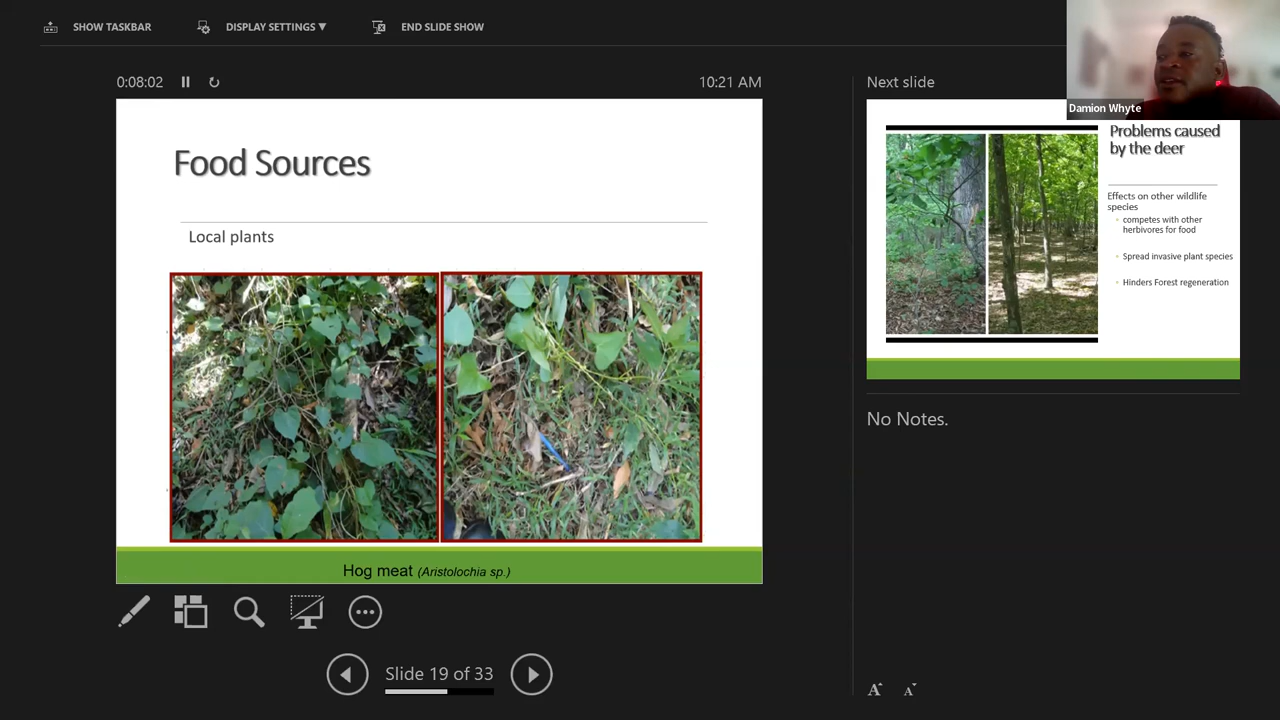 SHOW TASKBAR
DISPLAY SETTINGS ▼
END SLIDE SHOW
0:08:02
10:21 AM
Food Sources
Local plants
Hog meat (Aristolochia sp.)
Slide 19 of 33
Next slide
Damion Whyte
Problems caused
by the deer
Effects on other wildlife
species
• competes with other
herbivores for food
• Spread invasive plant species
• Hinders Forest regeneration
No Notes.
A A